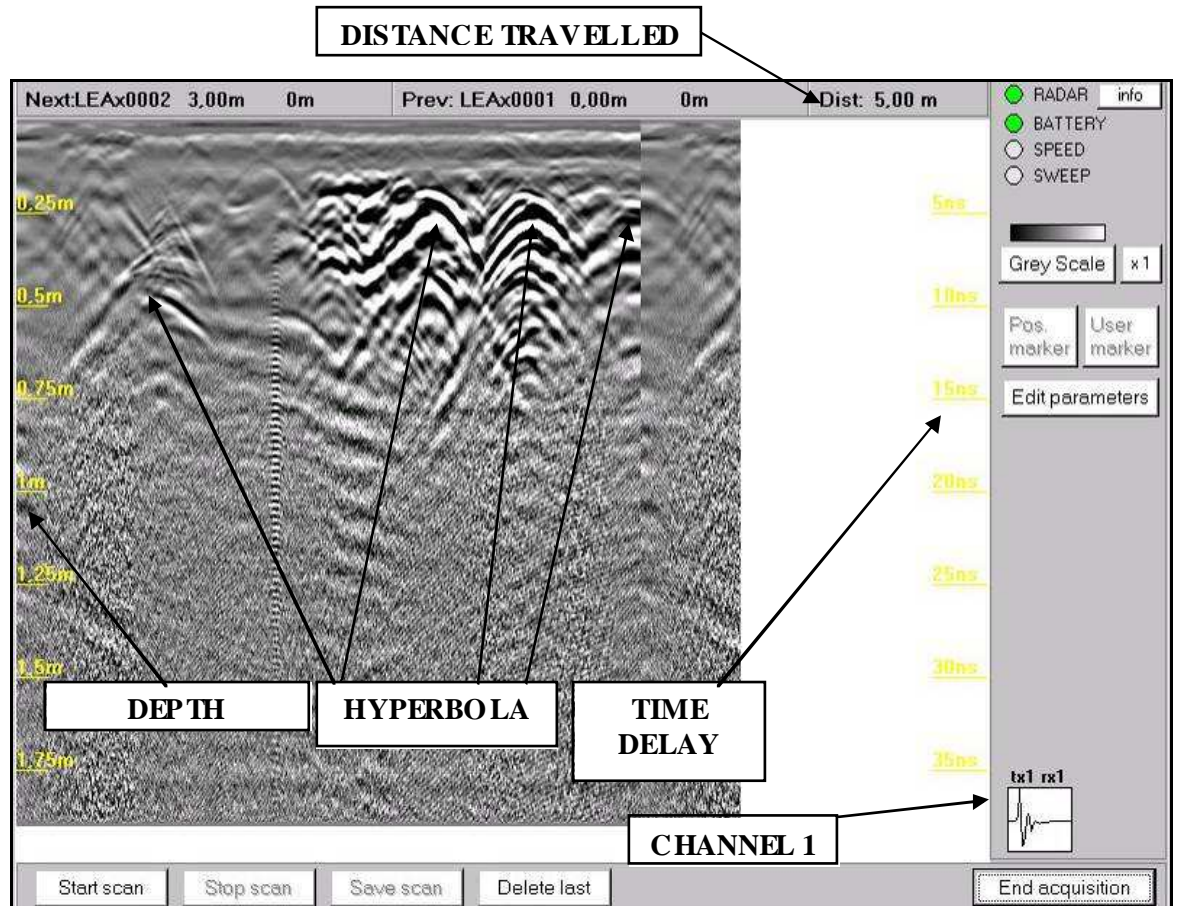 DISTANCE TRAVELLED
Next:LEAx0002 3,00m 0m Prev: LEAx0001 0,00m 0m Dist: 5,00 m
RADAR info
BATTERY
SPEED
SWEEP
0,25m 5ns
Grey Scale x1
0,5m 10ns
Pos. marker User marker
0,75m 15ns
Edit parameters
1m 20ns
1,25m 25ns
1,5m 30ns
DEPTH HYPERBOLA TIME DELAY
1,75m 35ns
tx1 rx1
CHANNEL 1
Start scan Stop scan Save scan Delete last End acquisition